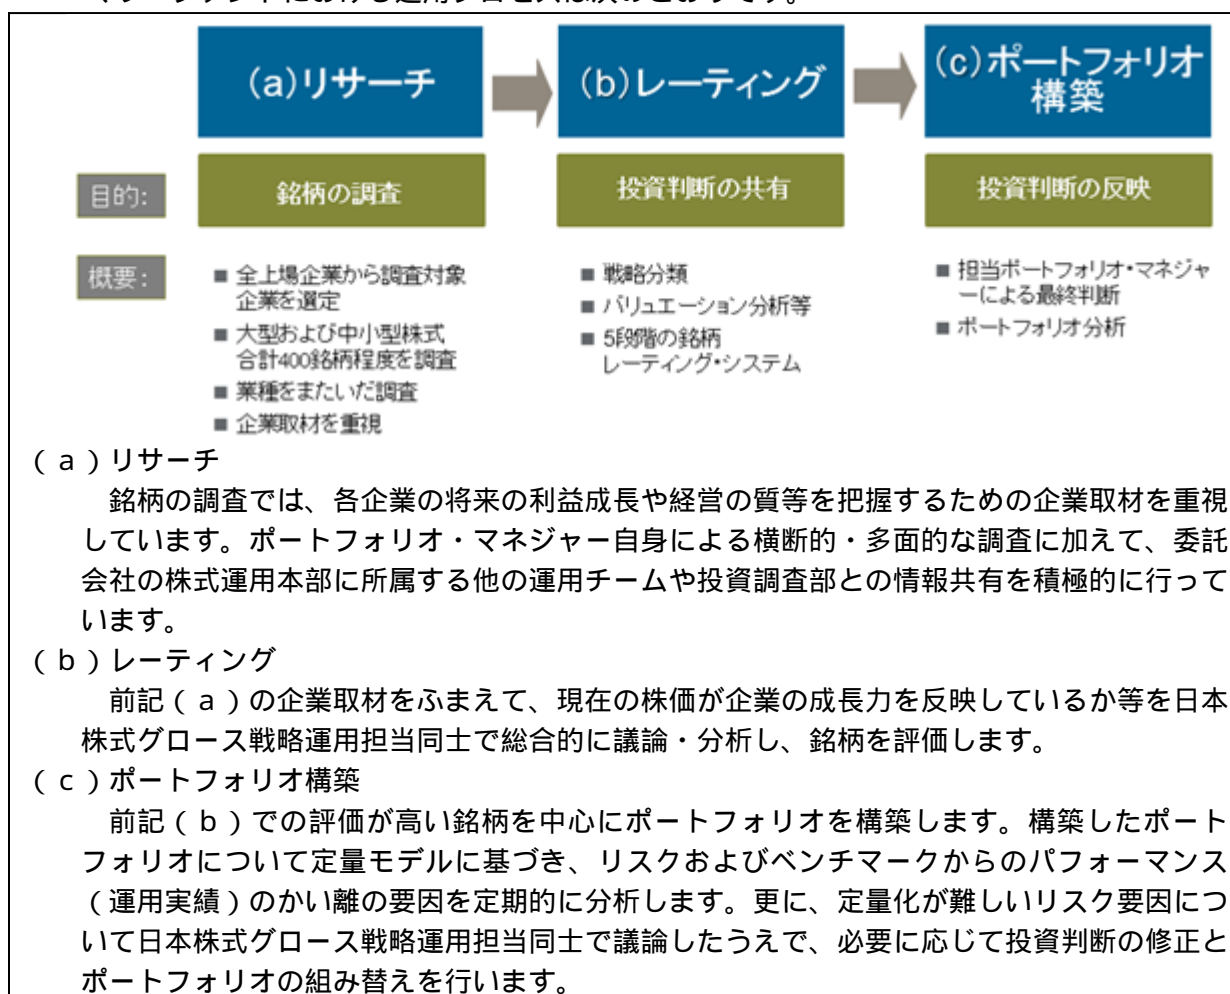 (a)リサーチ
(b)レーティング
(c)ポートフォリオ
構築
目的:
銘柄の調査
投資判断の共有
投資判断の反映
概要:
■ 全上場企業から調査対象
企業を選定
■ 大型および中小型株式
合計400銘柄程度を調査
■ 業種をまたいだ調査
■ 企業取材を重視
■ 戦略分類
■ バリュエーション分析等
■ 5段階の銘柄
レーティング・システム
■ 担当ポートフォリオ・マネジャ
ーによる最終判断
■ ポートフォリオ分析
(a)リサーチ
銘柄の調査では、各企業の将来の利益成長や経営の質等を把握するための企業取材を重視
しています。ポートフォリオ・マネジャー自身による横断的・多面的な調査に加えて、委託
会社の株式運用本部に所属する他の運用チームや投資調査部との情報共有を積極的に行って
います。
(b)レーティング
前記(a)の企業取材をふまえて、現在の株価が企業の成長力を反映しているか等を日本
株式グロース戦略運用担当同士で総合的に議論・分析し、銘柄を評価します。
(c)ポートフォリオ構築
前記(b)での評価が高い銘柄を中心にポートフォリオを構築します。構築したポート
フォリオについて定量モデルに基づき、リスクおよびベンチマークからのパフォーマンス
(運用実績)のかい離の要因を定期的に分析します。更に、定量化が難しいリスク要因につ
いて日本株式グロース戦略運用担当同士で議論したうえで、必要に応じて投資判断の修正と
ポートフォリオの組み替えを行います。